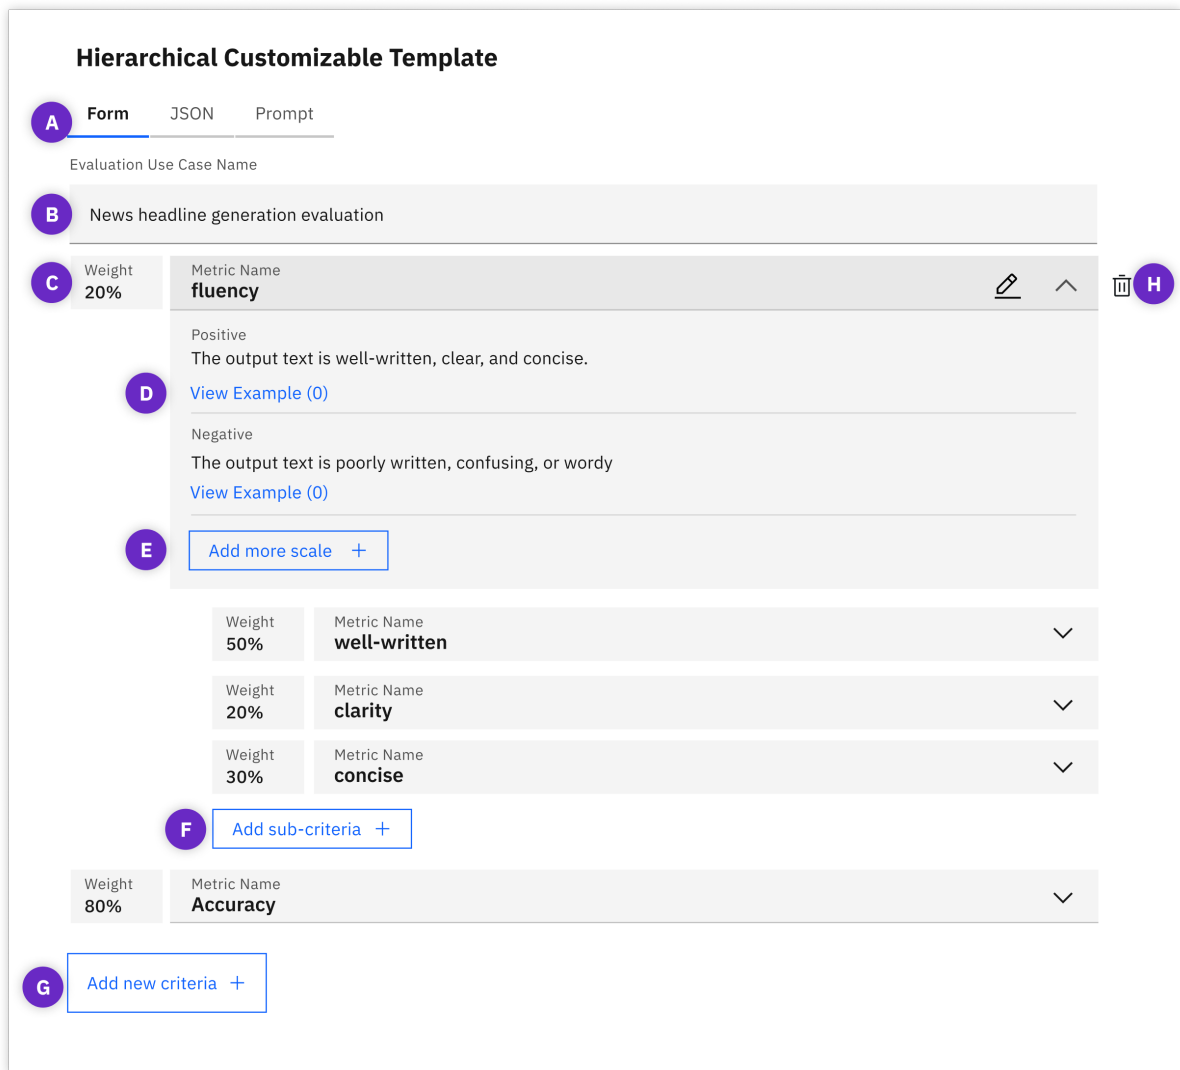 Hierarchical Customizable Template
A Form JSON Prompt
Evaluation Use Case Name
B News headline generation evaluation
C Weight Metric Name H
20% fluency
Positive
The output text is well-written, clear, and concise.
D View Example (0)
Negative
The output text is poorly written, confusing, or wordy
View Example (0)
E Add more scale +
Weight Metric Name
50% well-written
Weight Metric Name
20% clarity
Weight Metric Name
30% concise
F Add sub-criteria +
Weight Metric Name
80% Accuracy
G Add new criteria +